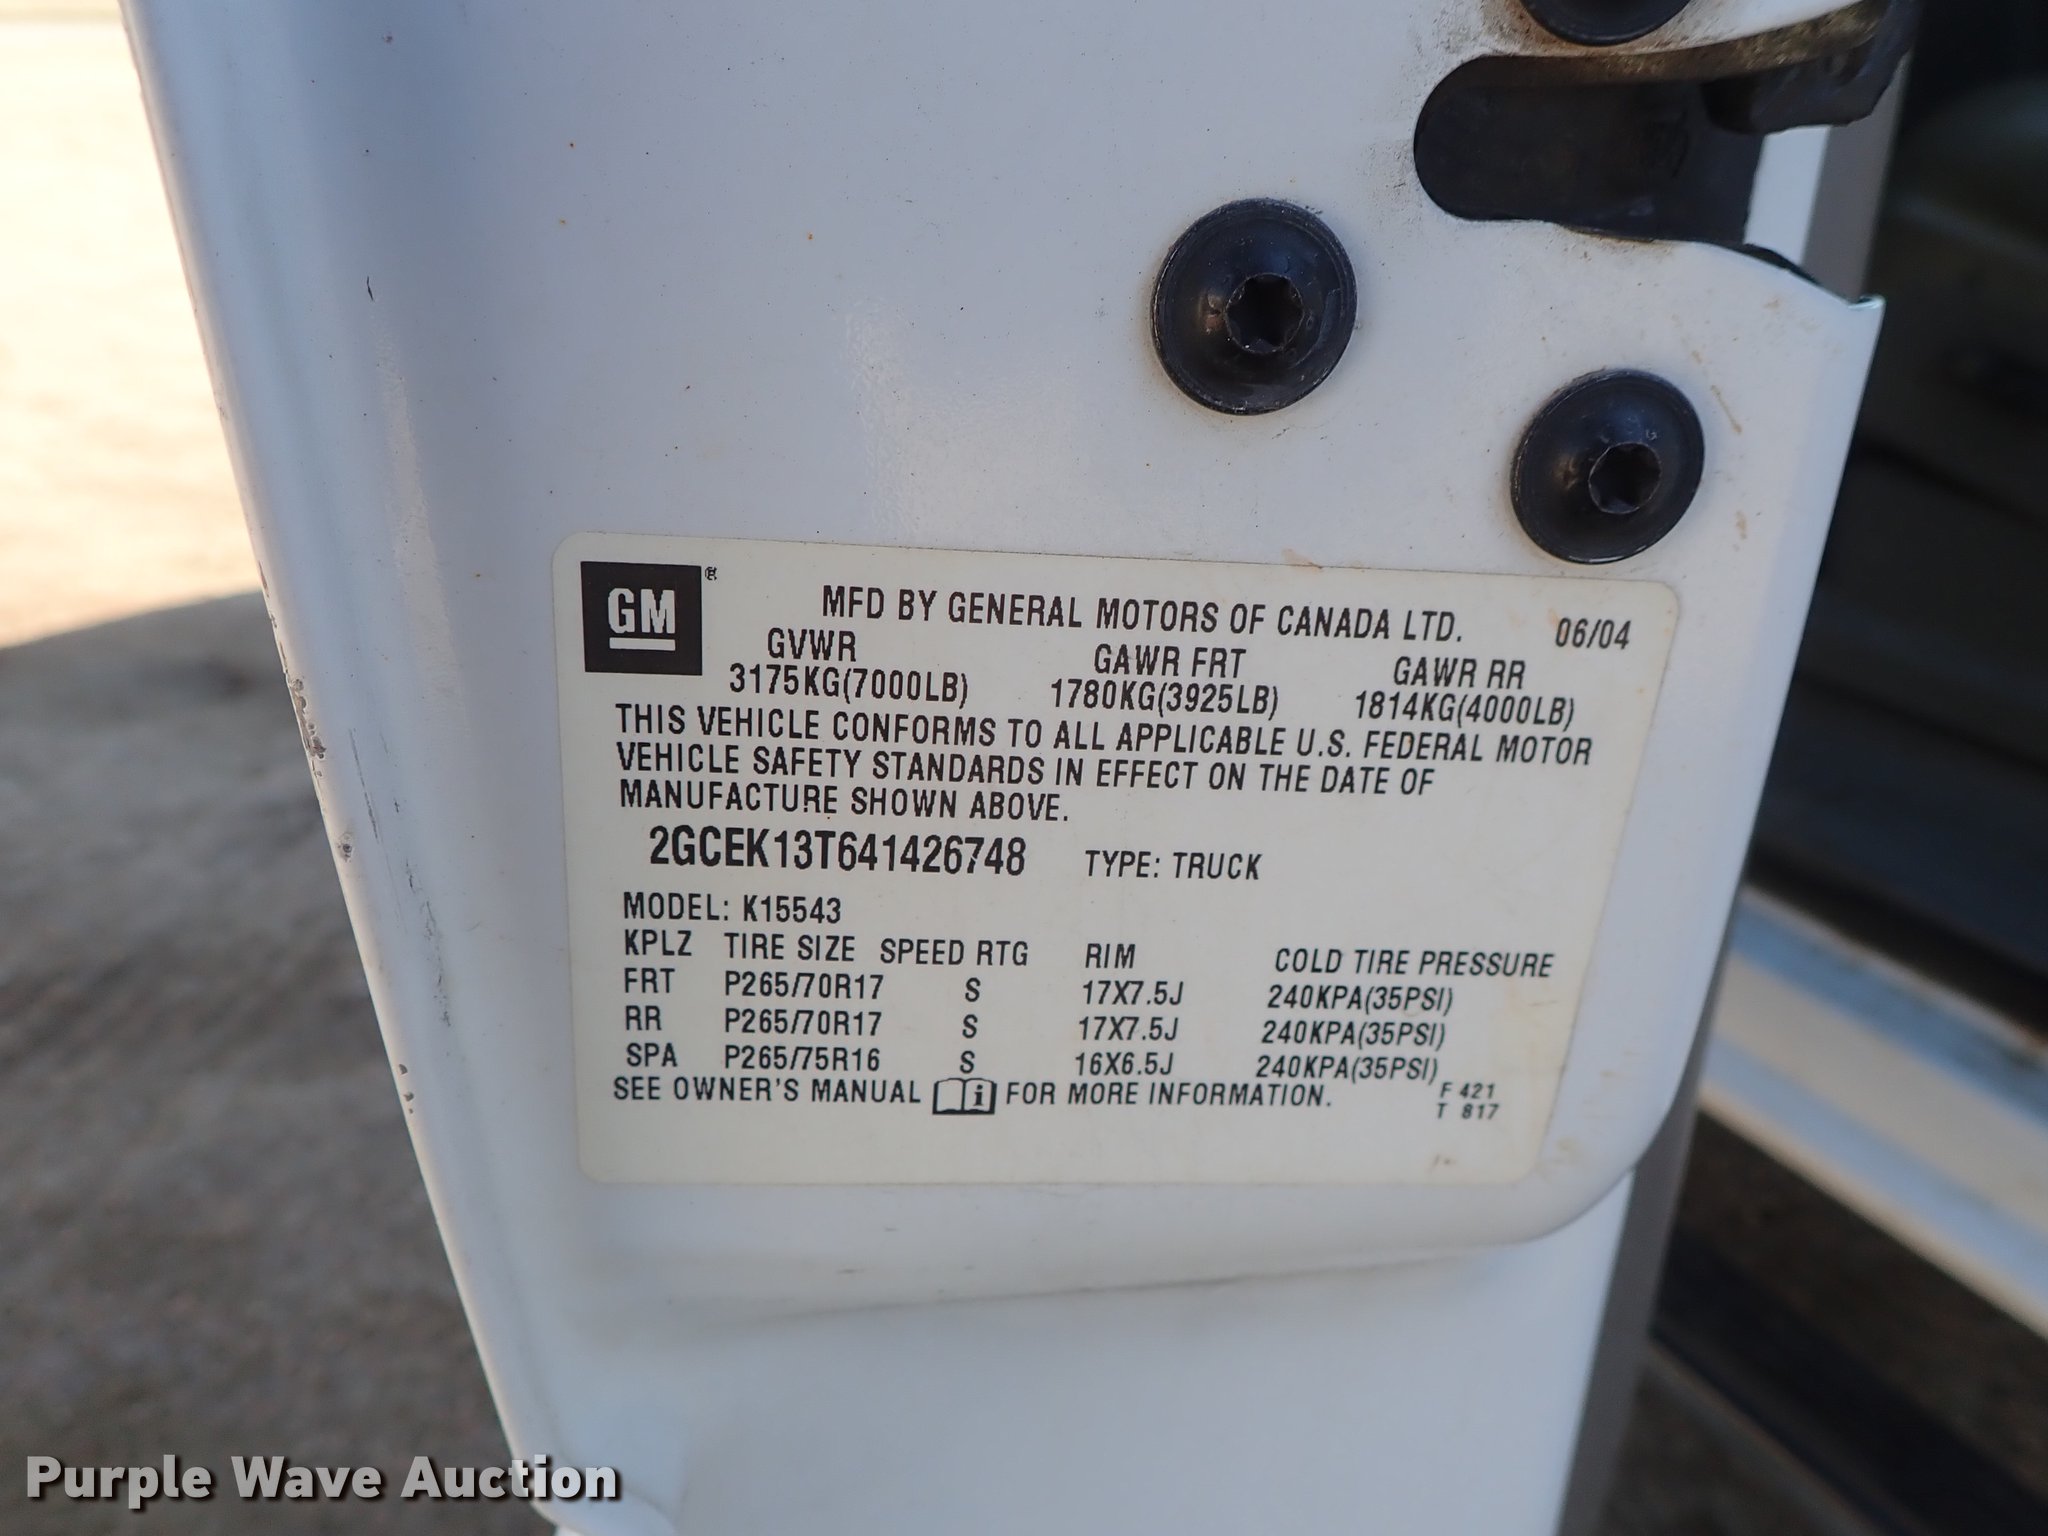 GM ®
MFD BY GENERAL MOTORS OF CANADA LTD. 06/04
GVWR GAWR FRT GAWR RR
3175KG(7000LB) 1780KG(3925LB) 1814KG(4000LB)
THIS VEHICLE CONFORMS TO ALL APPLICABLE U.S. FEDERAL MOTOR
VEHICLE SAFETY STANDARDS IN EFFECT ON THE DATE OF
MANUFACTURE SHOWN ABOVE.
2GCEK13T641426748 TYPE: TRUCK
MODEL: K15543
KPLZ TIRE SIZE SPEED RTG RIM COLD TIRE PRESSURE
FRT P265/70R17 S 17X7.5J 240KPA(35PSI)
RR P265/70R17 S 17X7.5J 240KPA(35PSI)
SPA P265/75R16 S 16X6.5J 240KPA(35PSI)
SEE OWNER'S MANUAL i FOR MORE INFORMATION. F 421
T 817
Purple Wave Auction